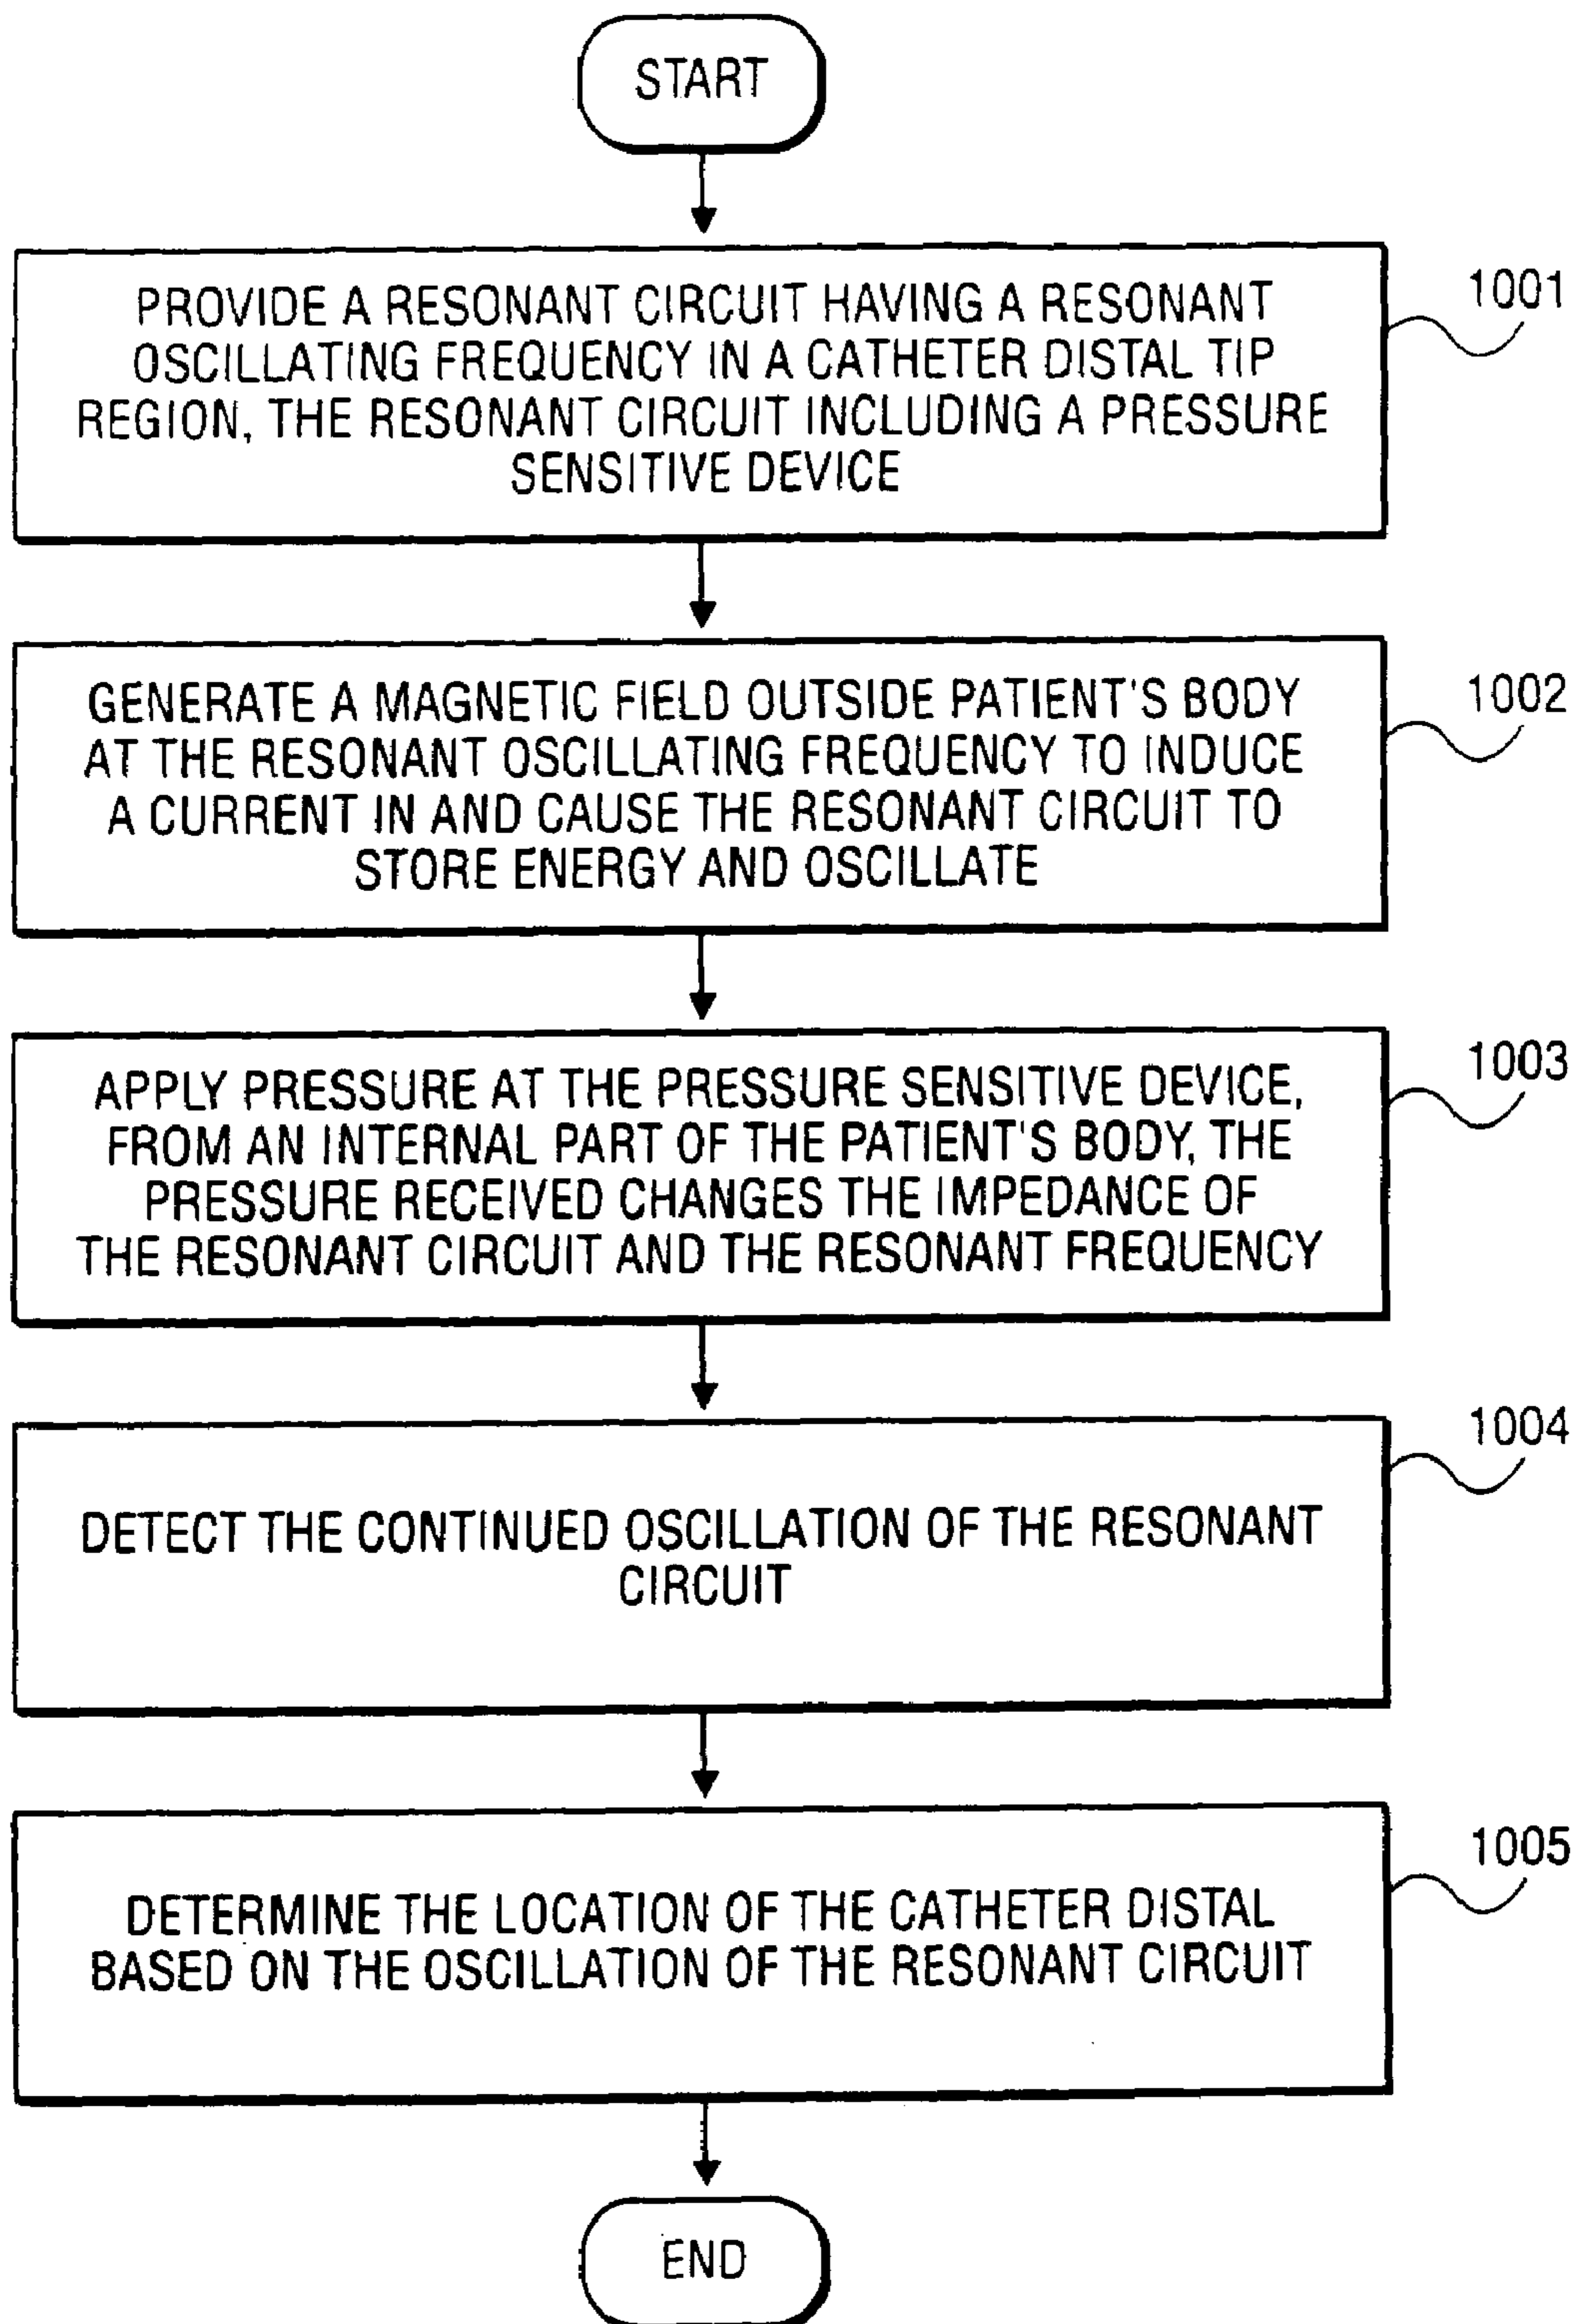 START
PROVIDE A RESONANT CIRCUIT HAVING A RESONANT
OSCILLATING FREQUENCY IN A CATHETER DISTAL TIP
REGION, THE RESONANT CIRCUIT INCLUDING A PRESSURE
SENSITIVE DEVICE
1001
GENERATE A MAGNETIC FIELD OUTSIDE PATIENT'S BODY
AT THE RESONANT OSCILLATING FREQUENCY TO INDUCE
A CURRENT IN AND CAUSE THE RESONANT CIRCUIT TO
STORE ENERGY AND OSCILLATE
1002
APPLY PRESSURE AT THE PRESSURE SENSITIVE DEVICE,
FROM AN INTERNAL PART OF THE PATIENT'S BODY, THE
PRESSURE RECEIVED CHANGES THE IMPEDANCE OF
THE RESONANT CIRCUIT AND THE RESONANT FREQUENCY
1003
DETECT THE CONTINUED OSCILLATION OF THE RESONANT
CIRCUIT
1004
DETERMINE THE LOCATION OF THE CATHETER DISTAL
BASED ON THE OSCILLATION OF THE RESONANT CIRCUIT
1005
END